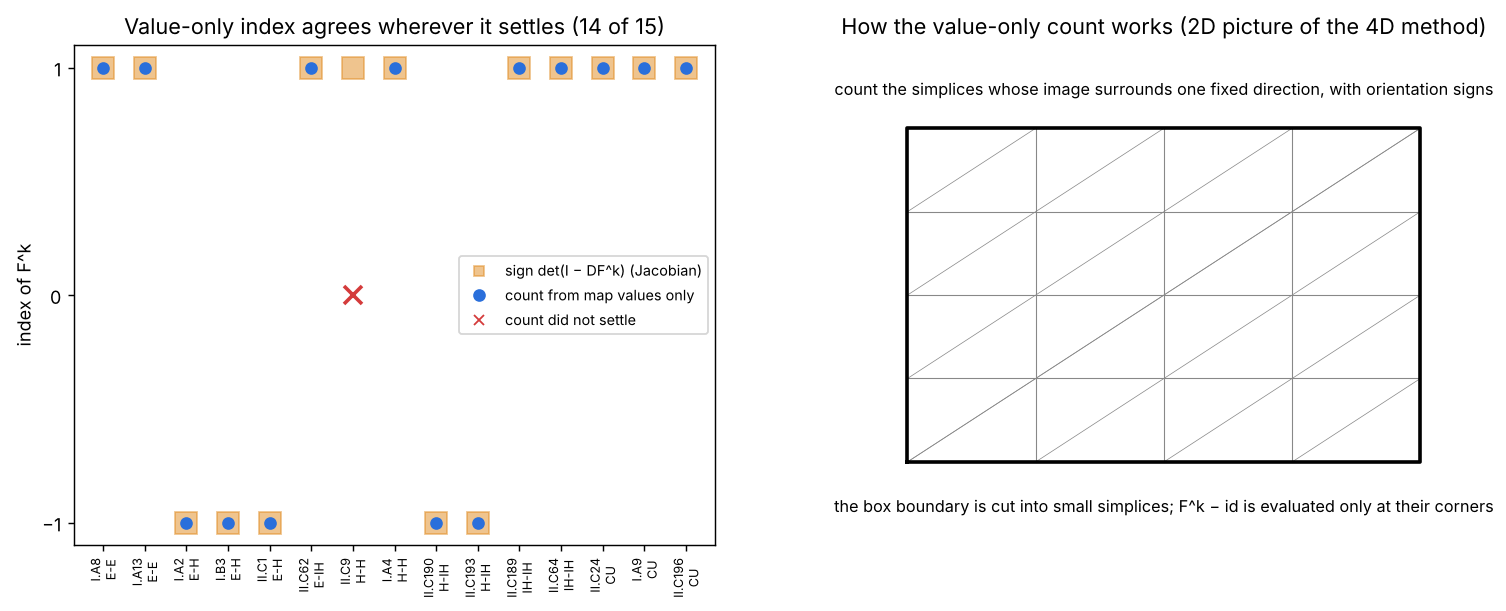 Value-only index agrees wherever it settles (14 of 15)
index of F^k
1
0
−1
sign det(I − DF^k) (Jacobian)
count from map values only
count did not settle
I.A8
E-E
I.A13
E-E
I.A2
E-H
I.B3
E-H
II.C1
E-H
II.C62
E-IH
II.C9
H-H
I.A4
H-H
II.C190
H-IH
II.C193
H-IH
II.C189
IH-IH
II.C64
IH-IH
II.C24
CU
I.A9
CU
II.C196
CU
How the value-only count works (2D picture of the 4D method)
count the simplices whose image surrounds one fixed direction, with orientation signs
the box boundary is cut into small simplices; F^k − id is evaluated only at their corners